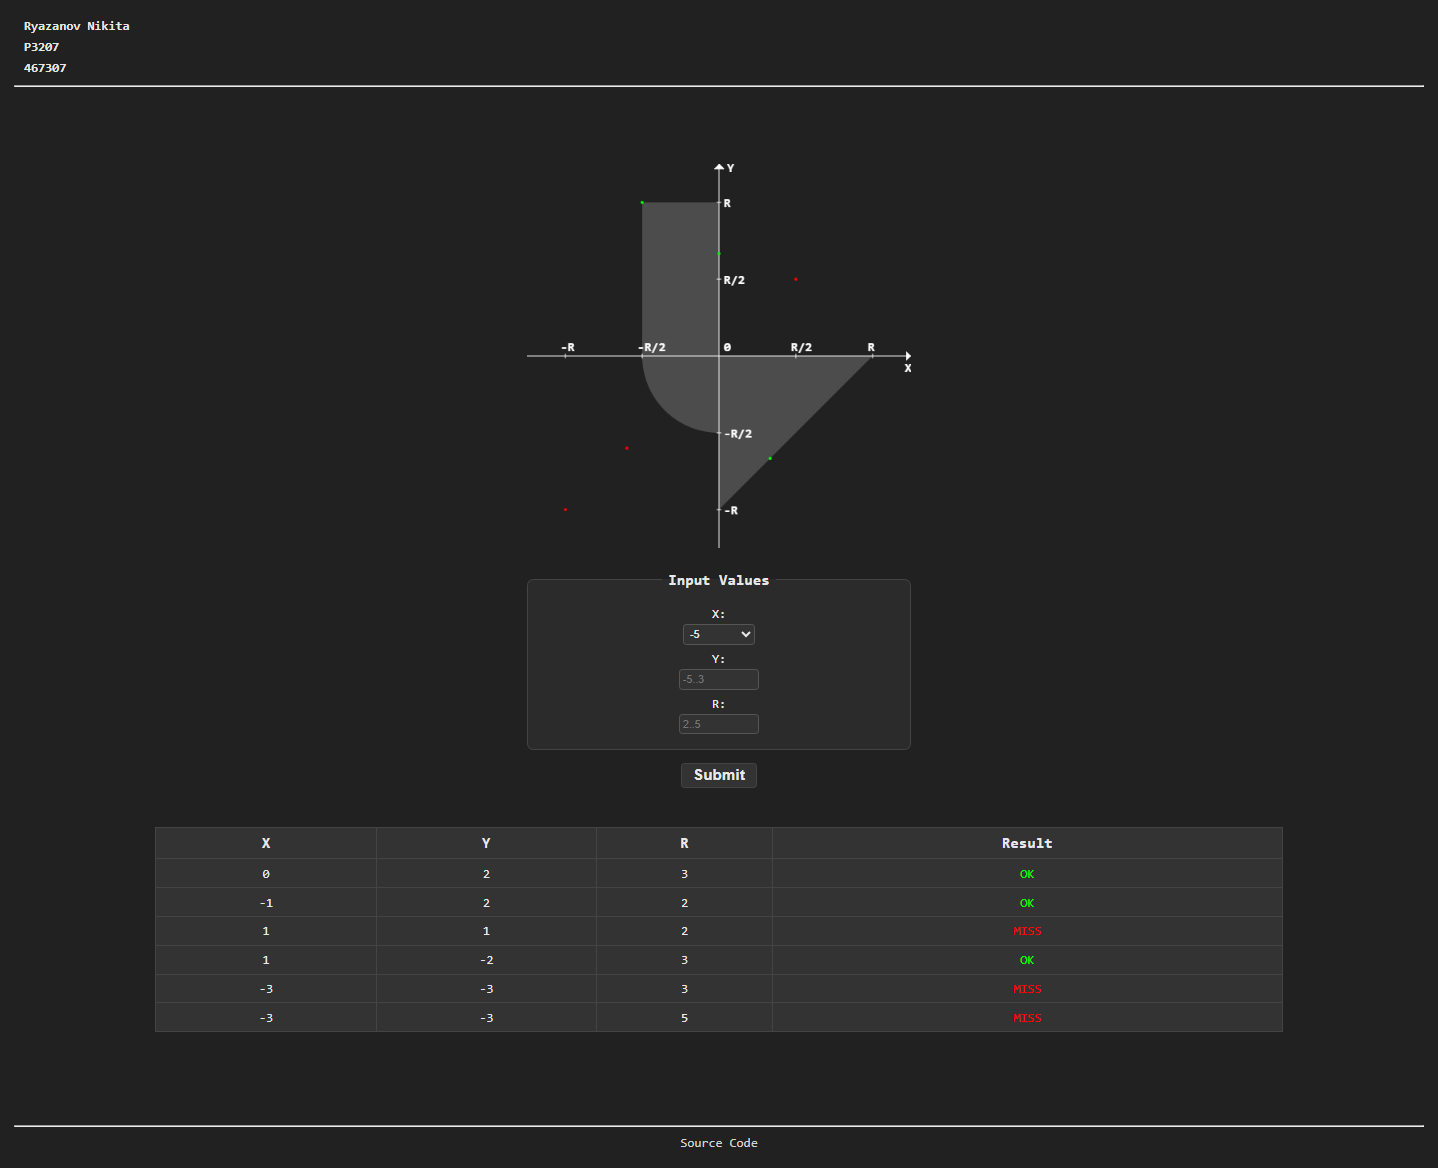 Ryazanov Nikita
P3207
467307
Y
R
R/2
-R -R/2 0 R/2 R
X
-R/2
-R
Input Values
X:
-5
Y:
-5..3
R:
2..5
Submit
X Y R Result
0 2 3 OK
-1 2 2 OK
1 1 2 MISS
1 -2 3 OK
-3 -3 3 MISS
-3 -3 5 MISS
Source Code